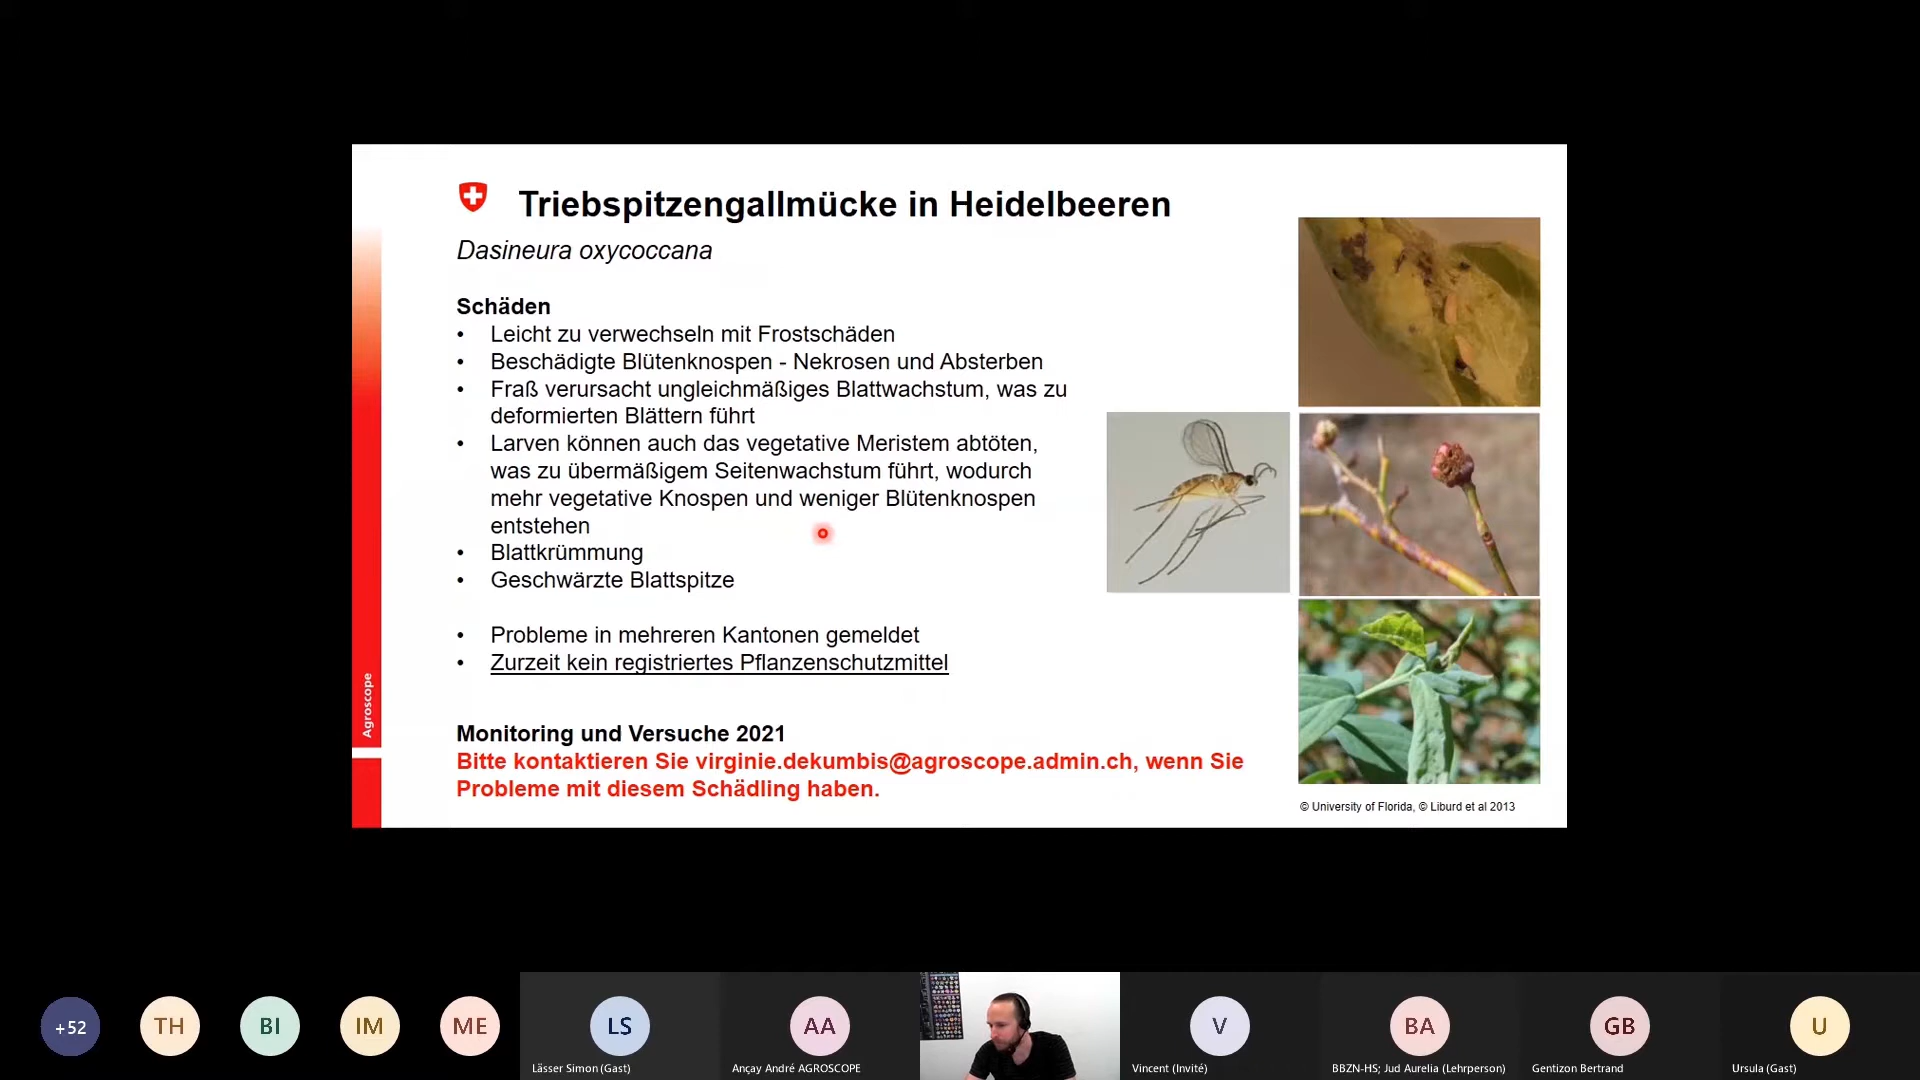 Triebspitzengallmücke in Heidelbeeren
Dasineura oxycoccana
Schäden
• Leicht zu verwechseln mit Frostschäden
• Beschädigte Blütenknospen - Nekrosen und Absterben
• Fraß verursacht ungleichmäßiges Blattwachstum, was zu
deformierten Blättern führt
• Larven können auch das vegetative Meristem abtöten,
was zu übermäßigem Seitenwachstum führt, wodurch
mehr vegetative Knospen und weniger Blütenknospen
entstehen
• Blattkrümmung
• Geschwärzte Blattspitze
• Probleme in mehreren Kantonen gemeldet
• Zurzeit kein registriertes Pflanzenschutzmittel
Monitoring und Versuche 2021
Bitte kontaktieren Sie virginie.dekumbis@agroscope.admin.ch, wenn Sie
Probleme mit diesem Schädling haben.
Agroscope
© University of Florida, © Liburd et al 2013
+52
TH
BI
IM
ME
LS
Lässer Simon (Gast)
AA
Ançay André AGROSCOPE
V
Vincent (Invité)
BA
BBZN-HS; Jud Aurelia (Lehrperson)
GB
Gentizon Bertrand
U
Ursula (Gast)